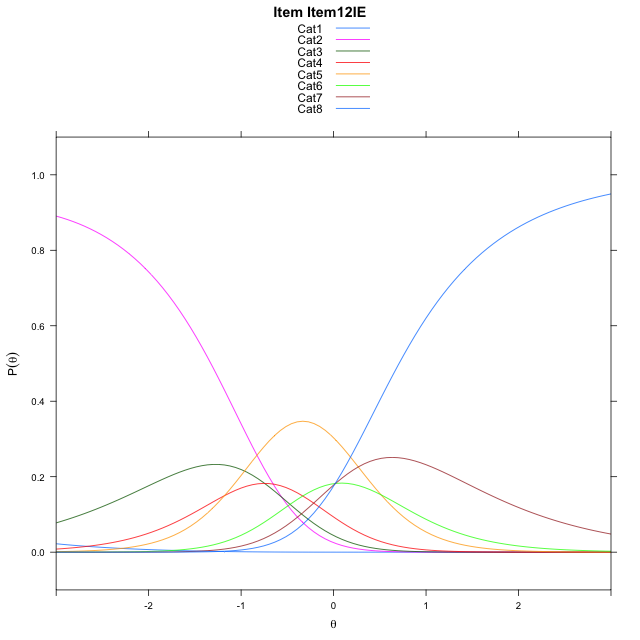 Item Item12IE
Cat1
Cat2
Cat3
Cat4
Cat5
Cat6
Cat7
Cat8
1.0
0.8
0.6
0.4
0.2
0.0
P(θ)
-2 -1 0 1 2
θ